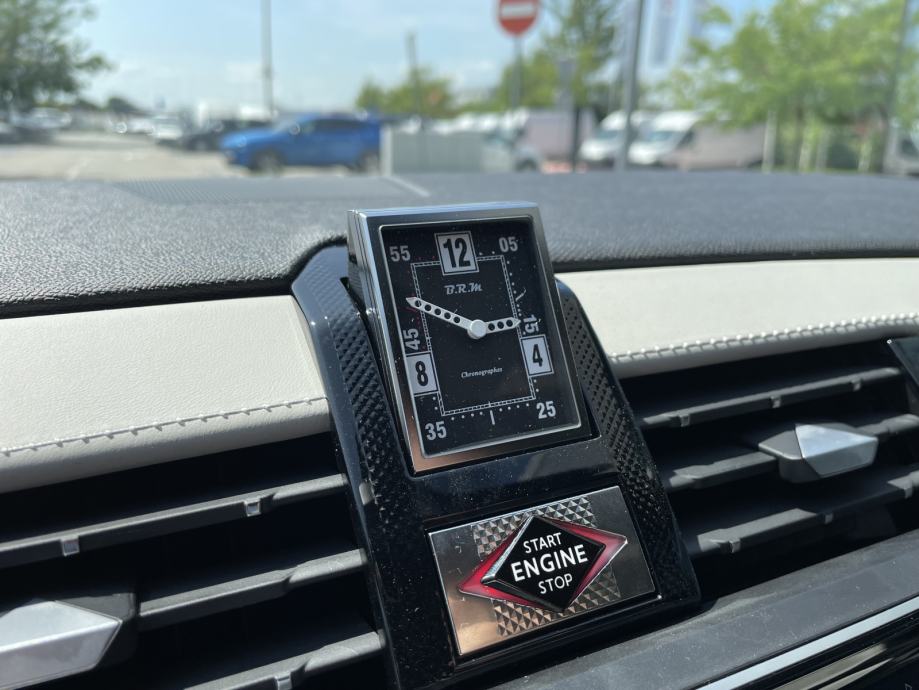 55
12
05
B.R.M
45
15
8
4
Chronographes
35
25
START
ENGINE
STOP